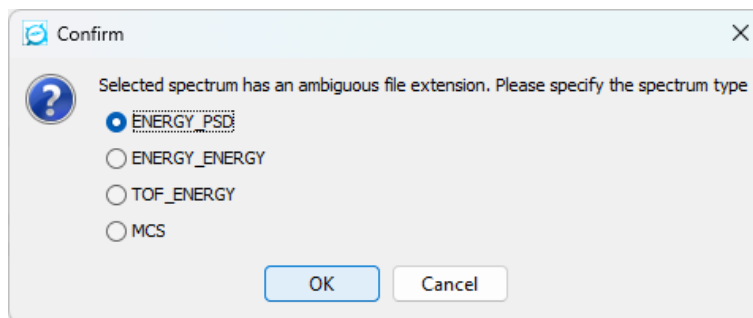 Confirm
Selected spectrum has an ambiguous file extension. Please specify the spectrum type
ENERGY_PSD
ENERGY_ENERGY
TOF_ENERGY
MCS
OK Cancel